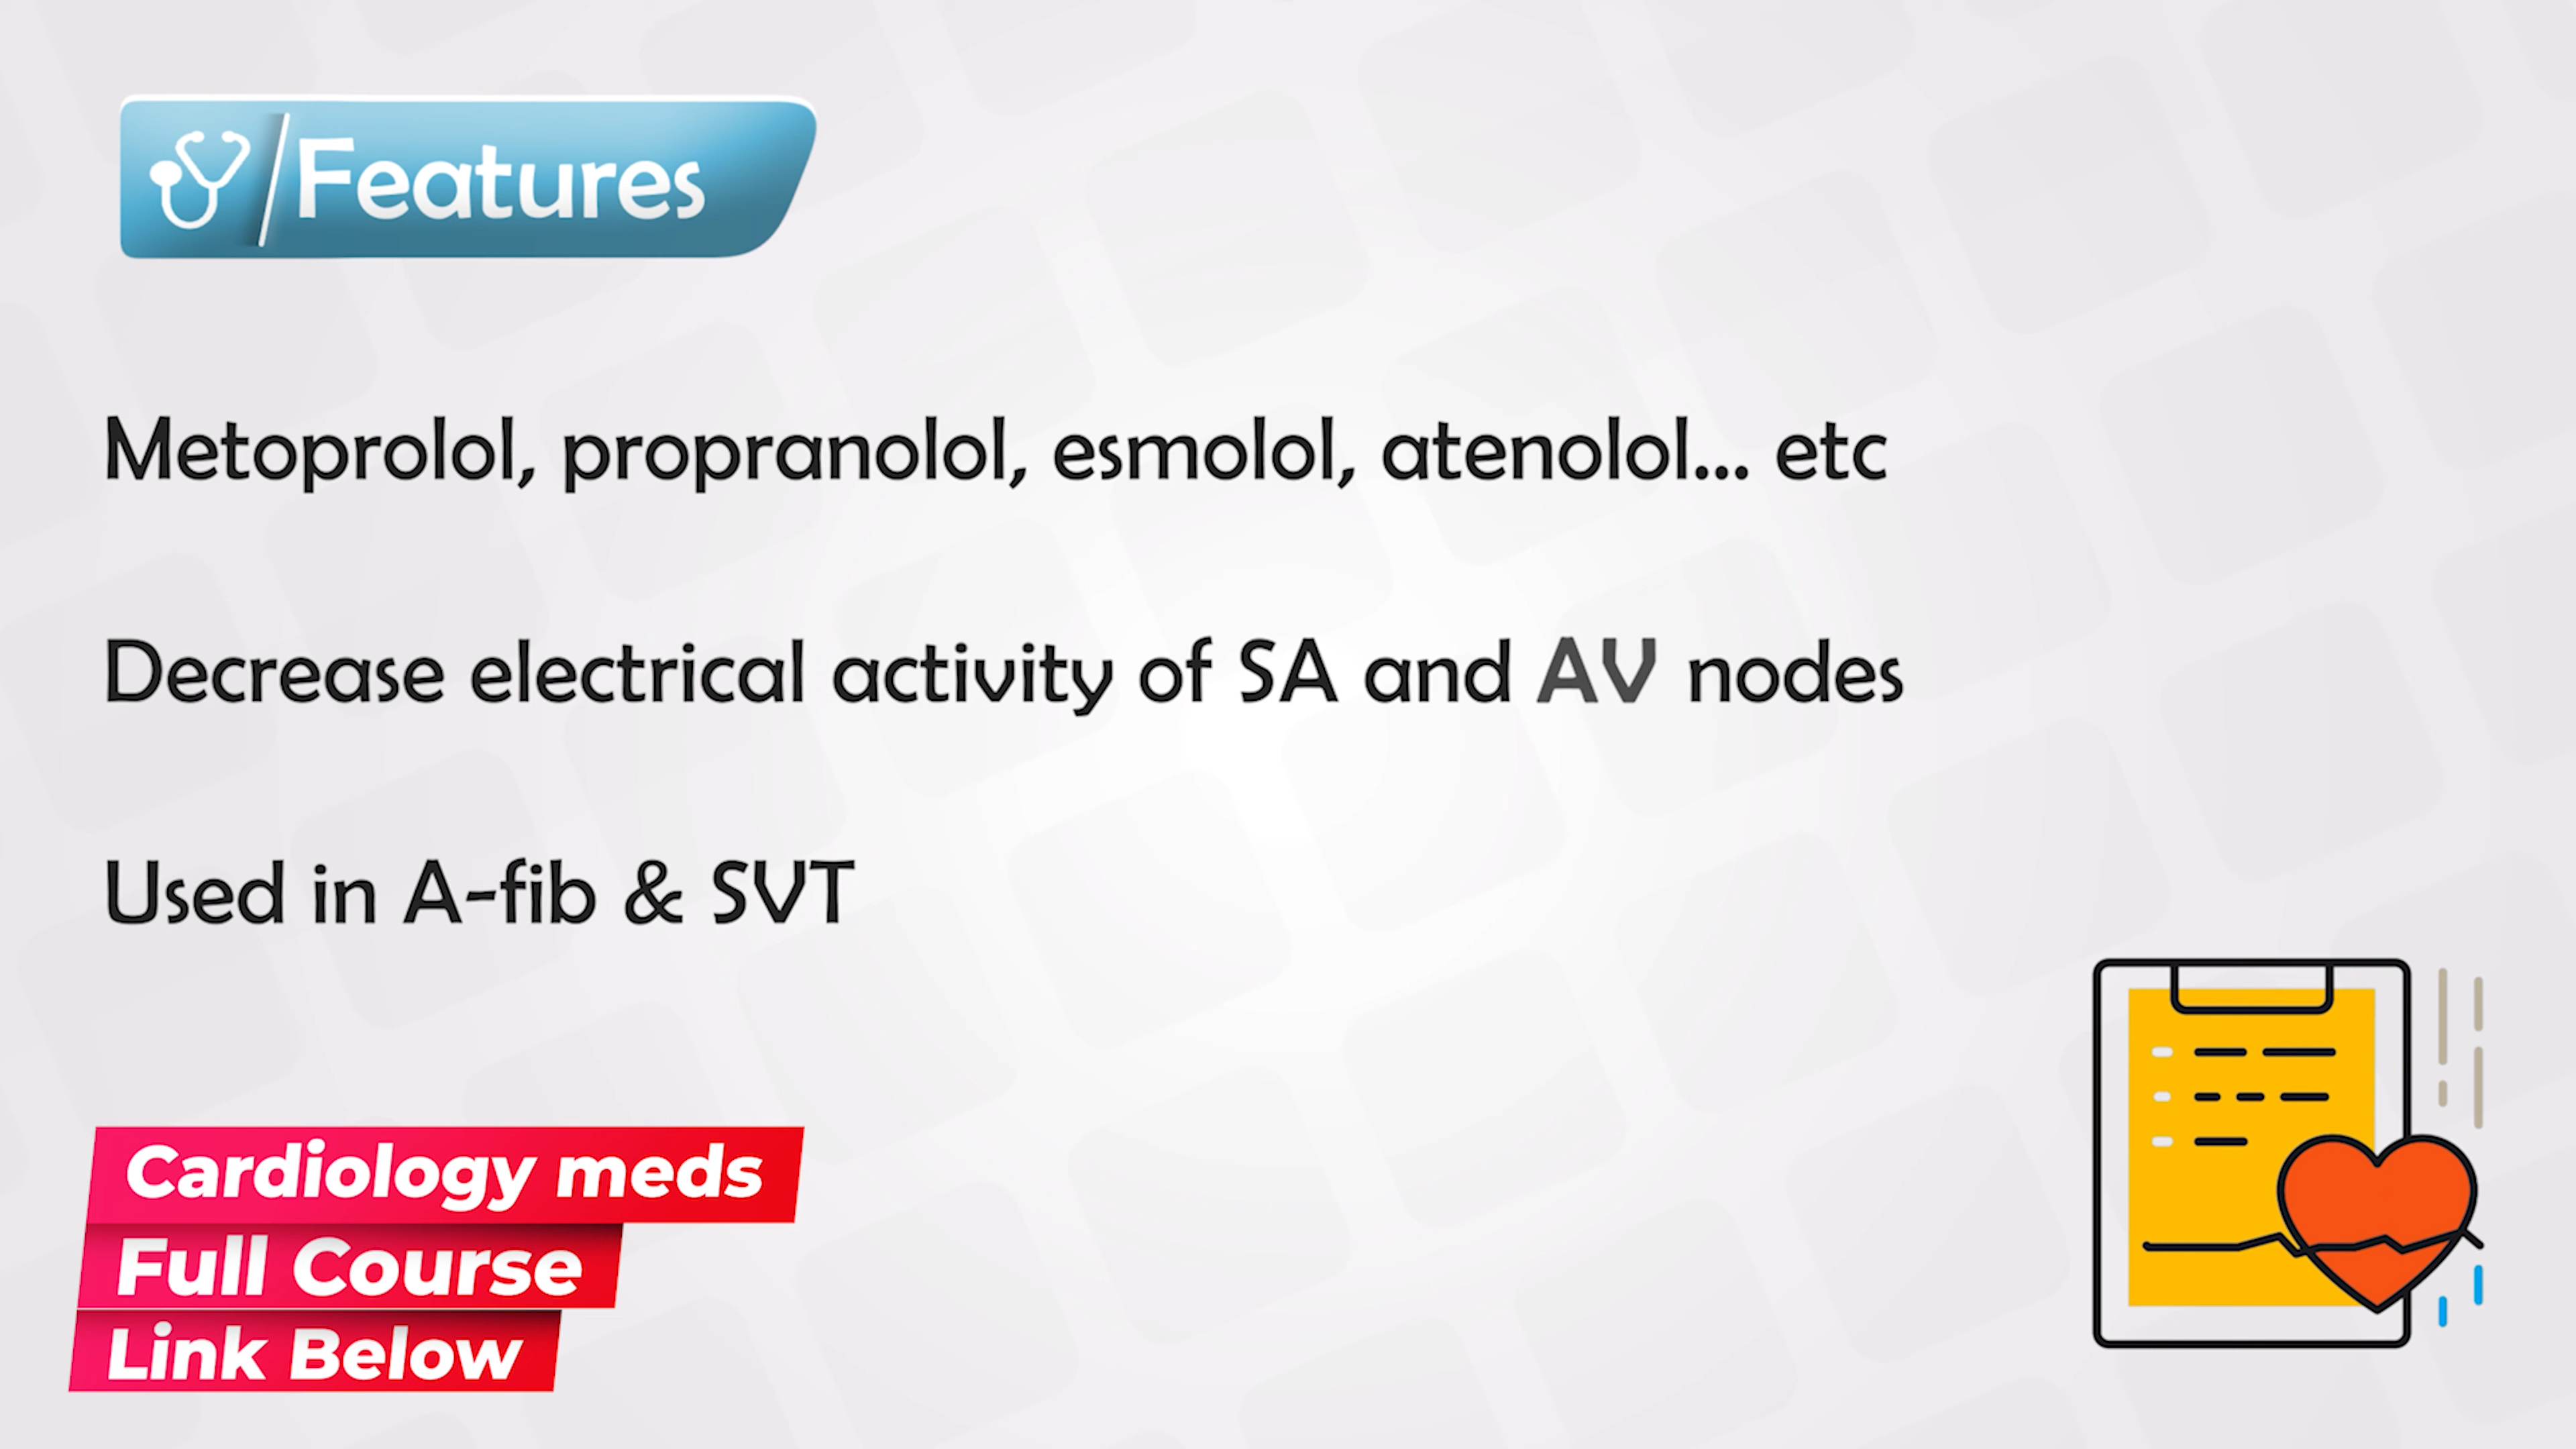 Features
Metoprolol, propranolol, esmolol, atenolol... etc
Decrease electrical activity of SA and AV nodes
Used in A-fib & SVT
Cardiology meds
Full Course
Link Below